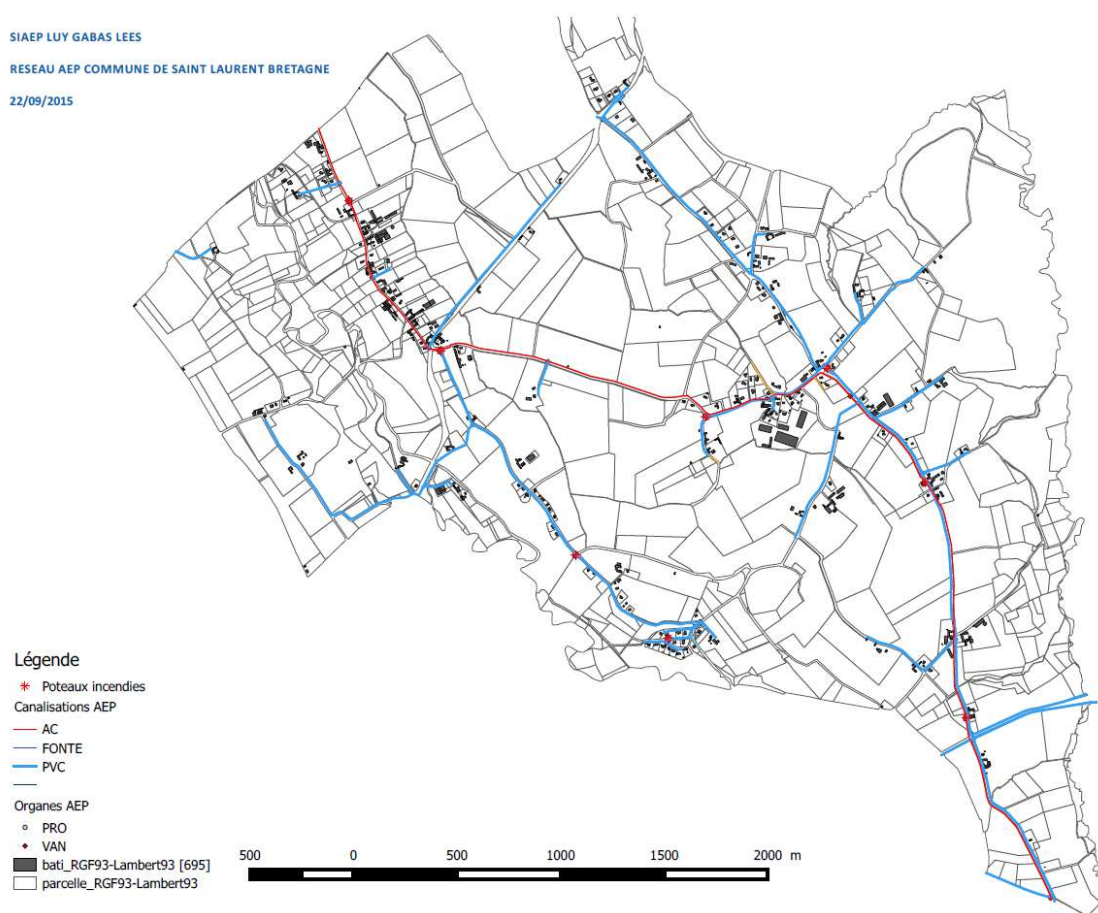 SIAEP LUY GABAS LEES
RESEAU AEP COMMUNE DE SAINT LAURENT BRETAGNE
22/09/2015
Légende
Poteaux incendies
Canalisations AEP
AC
FONTE
PVC
Organes AEP
PRO
VAN
bati_RGF93-Lambert93 [695]
parcelle_RGF93-Lambert93
500 0 500 1000 1500 2000 m